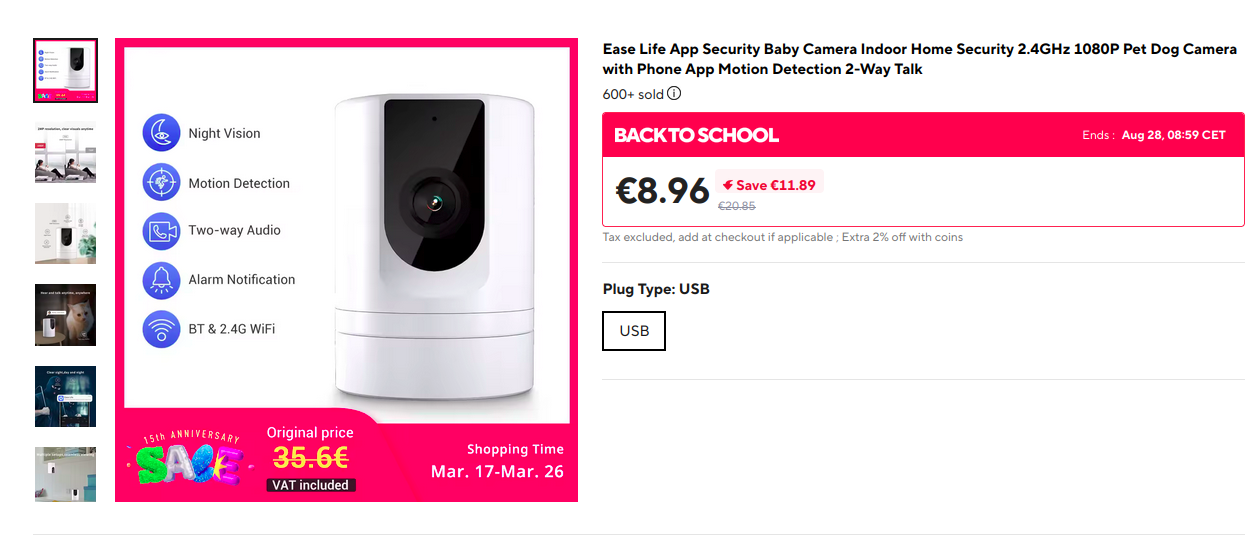 Ease Life App Security Baby Camera Indoor Home Security 2.4GHz 1080P Pet Dog Camera
with Phone App Motion Detection 2-Way Talk
600+ sold
BACK TO SCHOOL
Ends : Aug 28, 08:59 CET
€8.96
Save €11.89
€20.85
Tax excluded, add at checkout if applicable ; Extra 2% off with coins
Plug Type: USB
USB
Night Vision
Motion Detection
Two-way Audio
Alarm Notification
BT & 2.4G WiFi
15th ANNIVERSARY
SAVE
Original price
35.6€
VAT included
Shopping Time
Mar. 17-Mar. 26